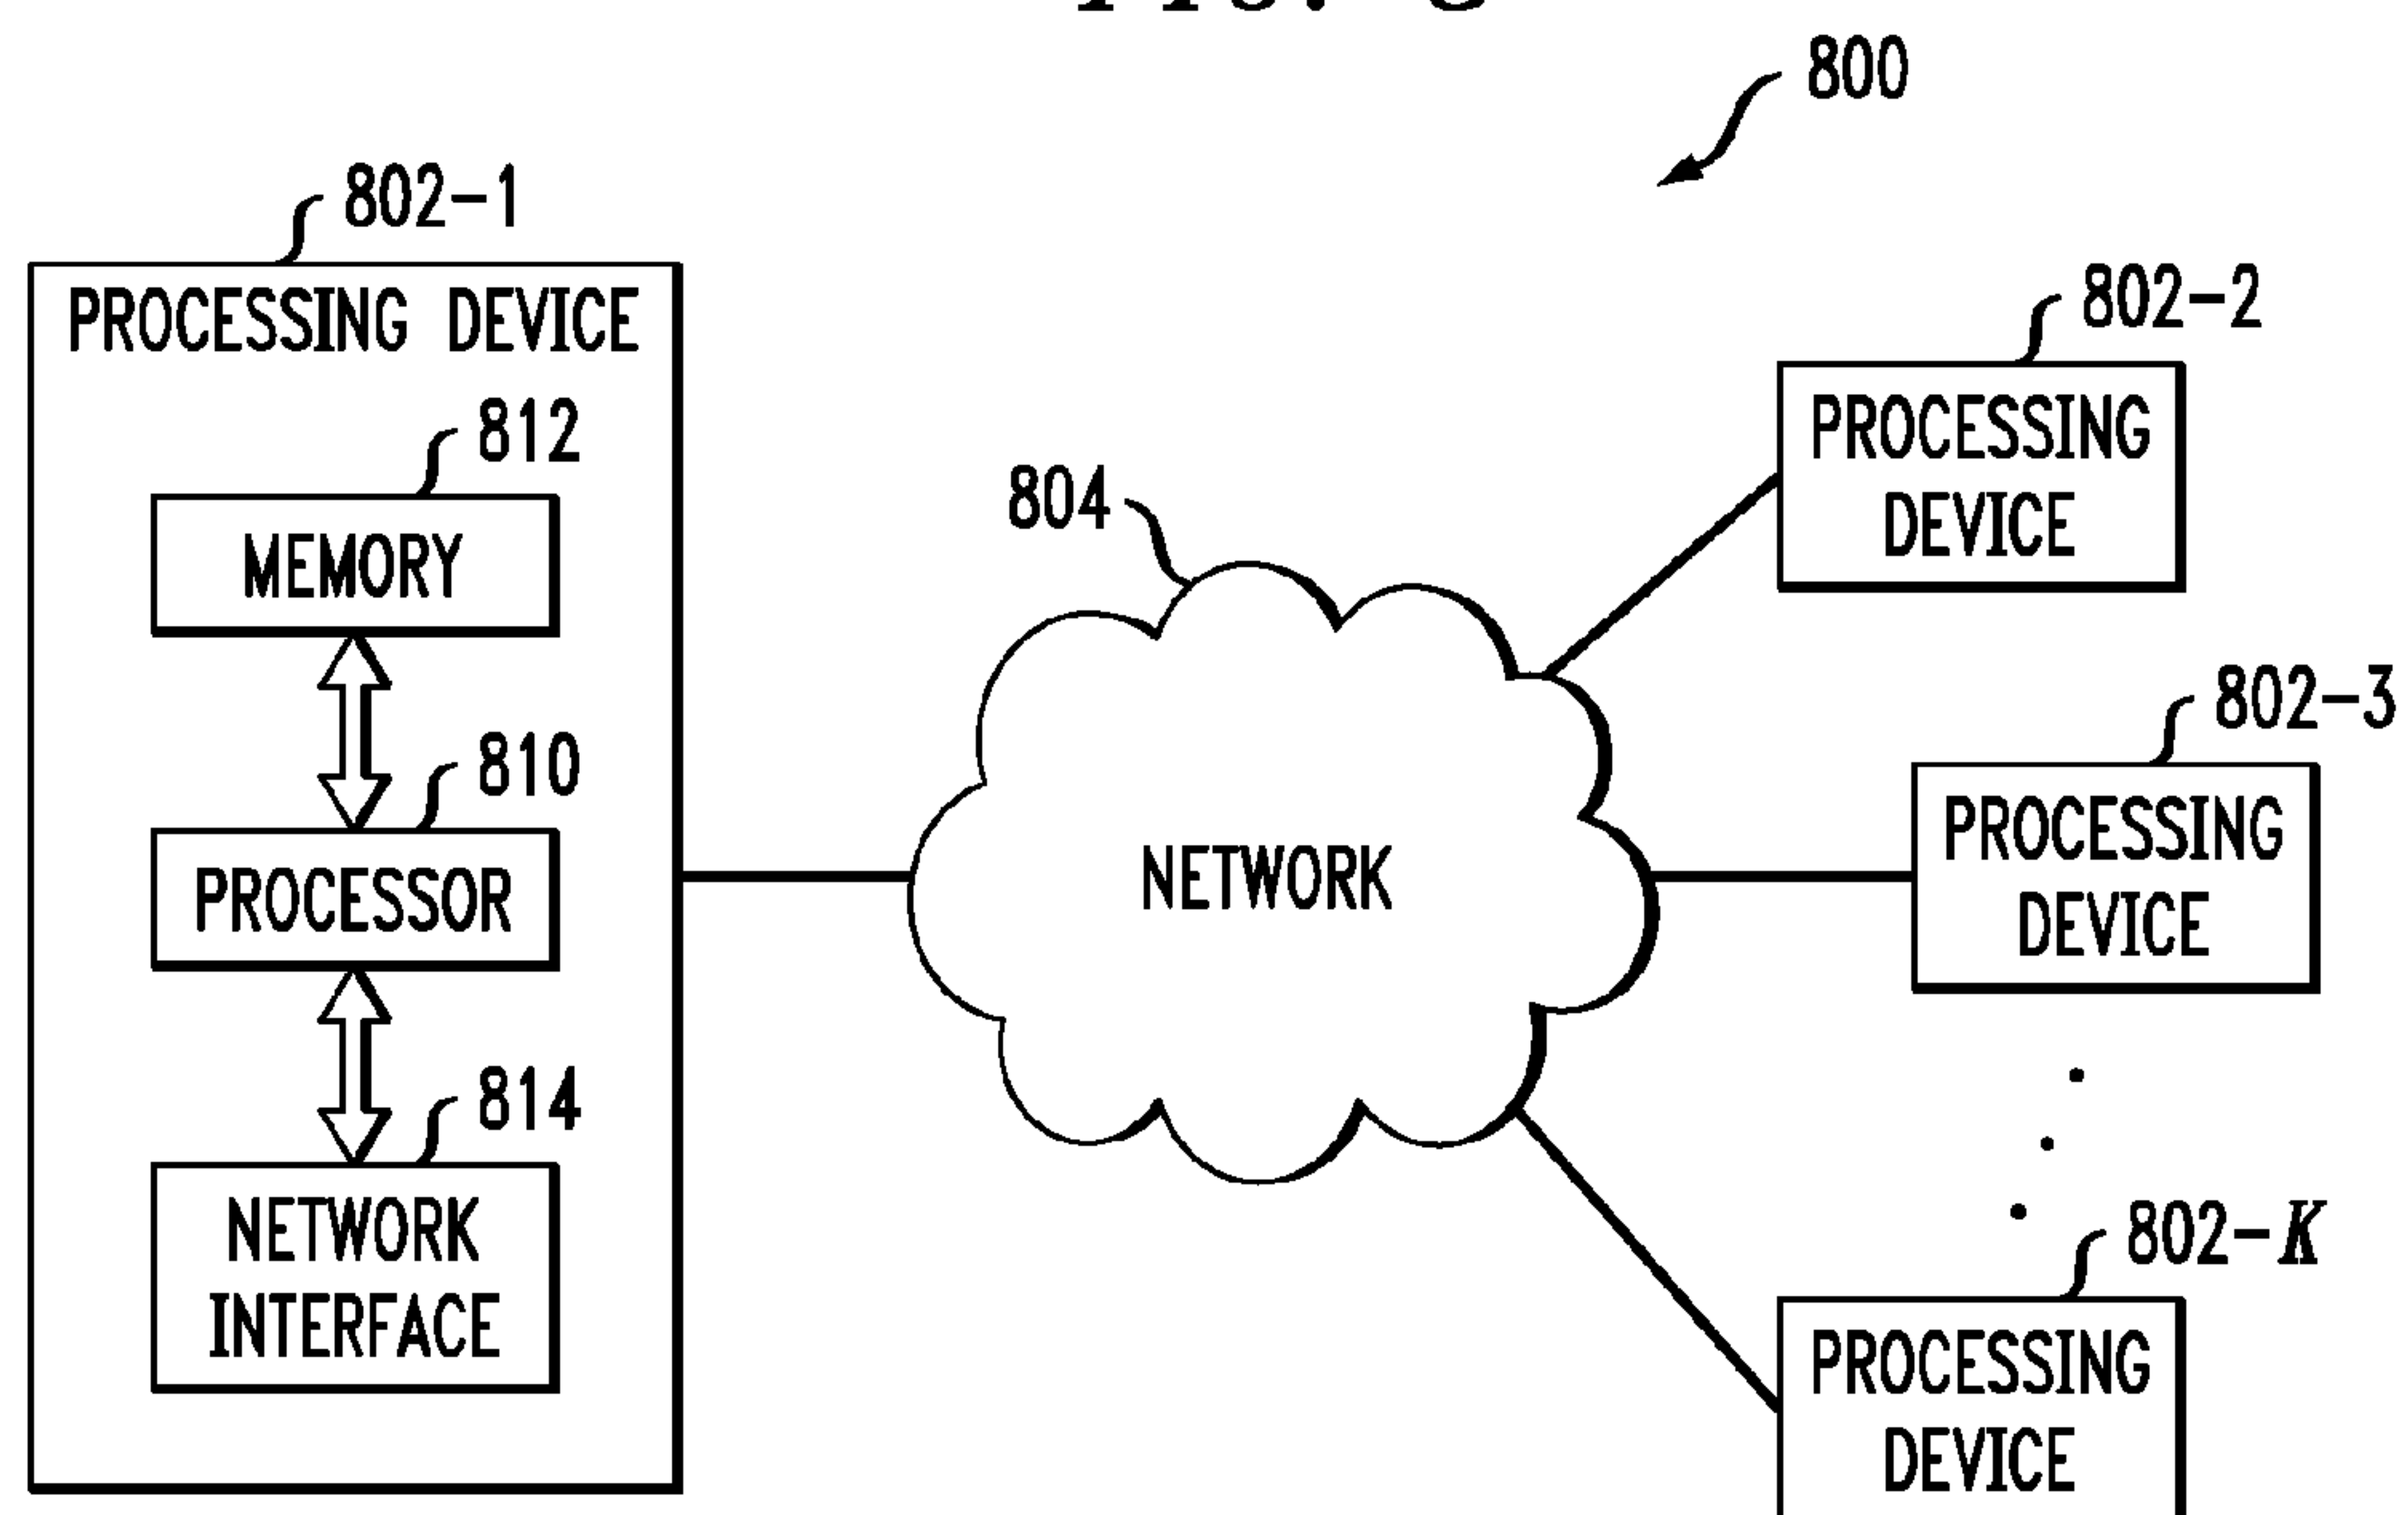 800
802-1
PROCESSING DEVICE
812
MEMORY
810
PROCESSOR
814
NETWORK
INTERFACE
804
NETWORK
802-2
PROCESSING
DEVICE
802-3
PROCESSING
DEVICE
802-K
PROCESSING
DEVICE